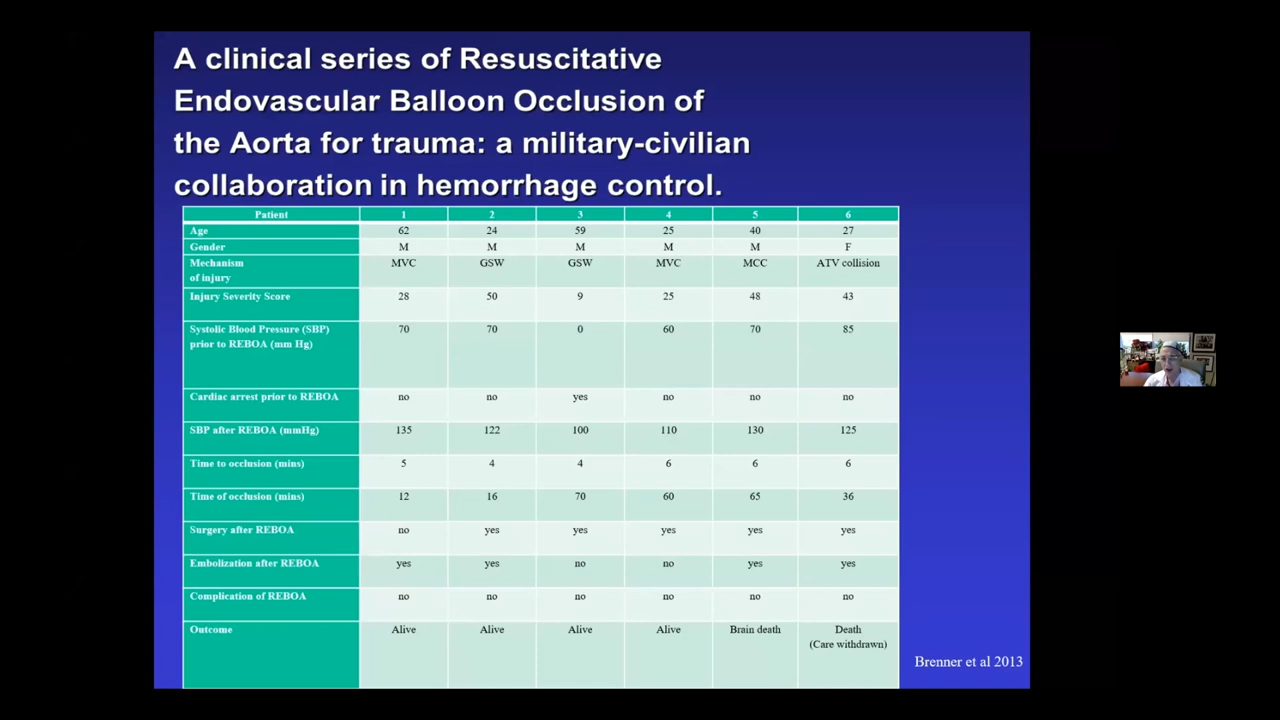 A clinical series of Resuscitative
Endovascular Balloon Occlusion of
the Aorta for trauma: a military-civilian
collaboration in hemorrhage control.
Patient 1 2 3 4 5 6
Age 62 24 59 25 40 27
Gender M M M M M F
Mechanism MVC GSW GSW MVC MCC ATV collision
of injury
Injury Severity Score 28 50 9 25 48 43
Systolic Blood Pressure (SBP) 70 70 0 60 70 85
prior to REBOA (mm Hg)
Cardiac arrest prior to REBOA no no yes no no no
SBP after REBOA (mmHg) 135 122 100 110 130 125
Time to occlusion (mins) 5 4 4 6 6 6
Time of occlusion (mins) 12 16 70 60 65 36
Surgery after REBOA no yes yes yes yes yes
Embolization after REBOA yes yes no no yes yes
Complication of REBOA no no no no no no
Outcome Alive Alive Alive Alive Brain death Death
(Care withdrawn)
Brenner et al 2013